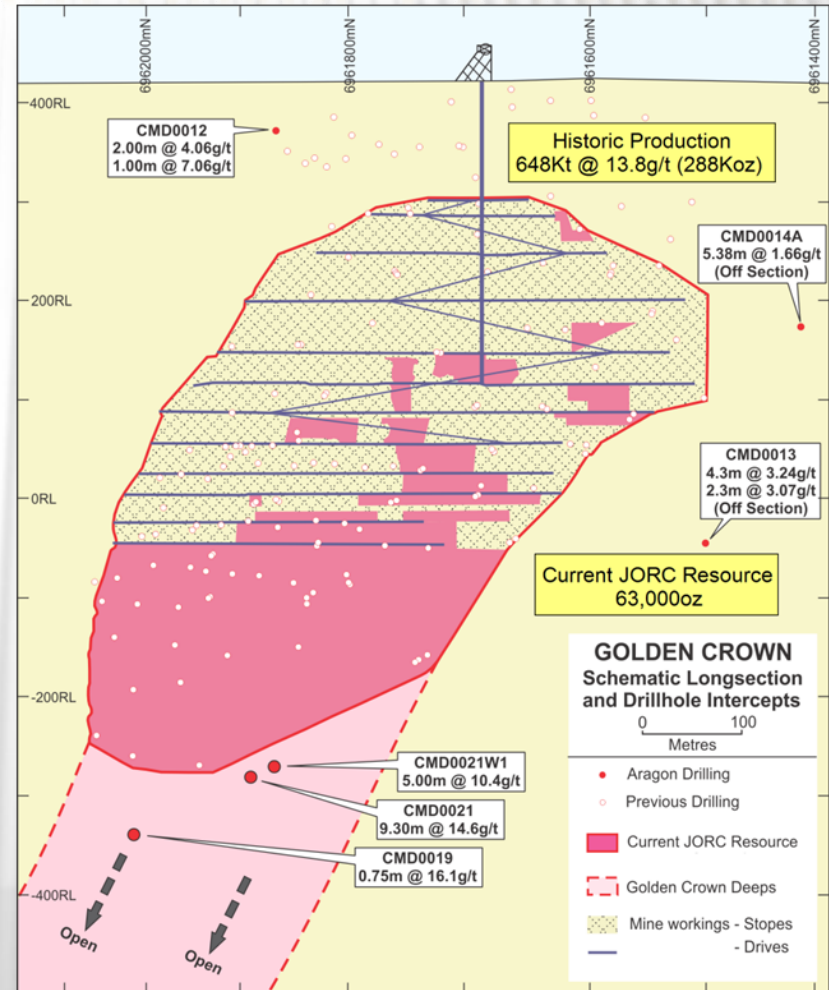 6962000mN
6961800mN
6961600mN
6961400mN
400RL
CMD0012
2.00m @ 4.06g/t
1.00m @ 7.06g/t
Historic Production
648Kt @ 13.8g/t (288Koz)
CMD0014A
5.38m @ 1.66g/t
(Off Section)
200RL
CMD0013
4.3m @ 3.24g/t
2.3m @ 3.07g/t
(Off Section)
0RL
Current JORC Resource
63,000oz
GOLDEN CROWN
Schematic Longsection
and Drillhole Intercepts
0 100
Metres
-200RL
CMD0021W1
5.00m @ 10.4g/t
Aragon Drilling
Previous Drilling
CMD0021
9.30m @ 14.6g/t
Current JORC Resource
CMD0019
0.75m @ 16.1g/t
-400RL
Golden Crown Deeps
Open
Open
Mine workings - Stopes
- Drives